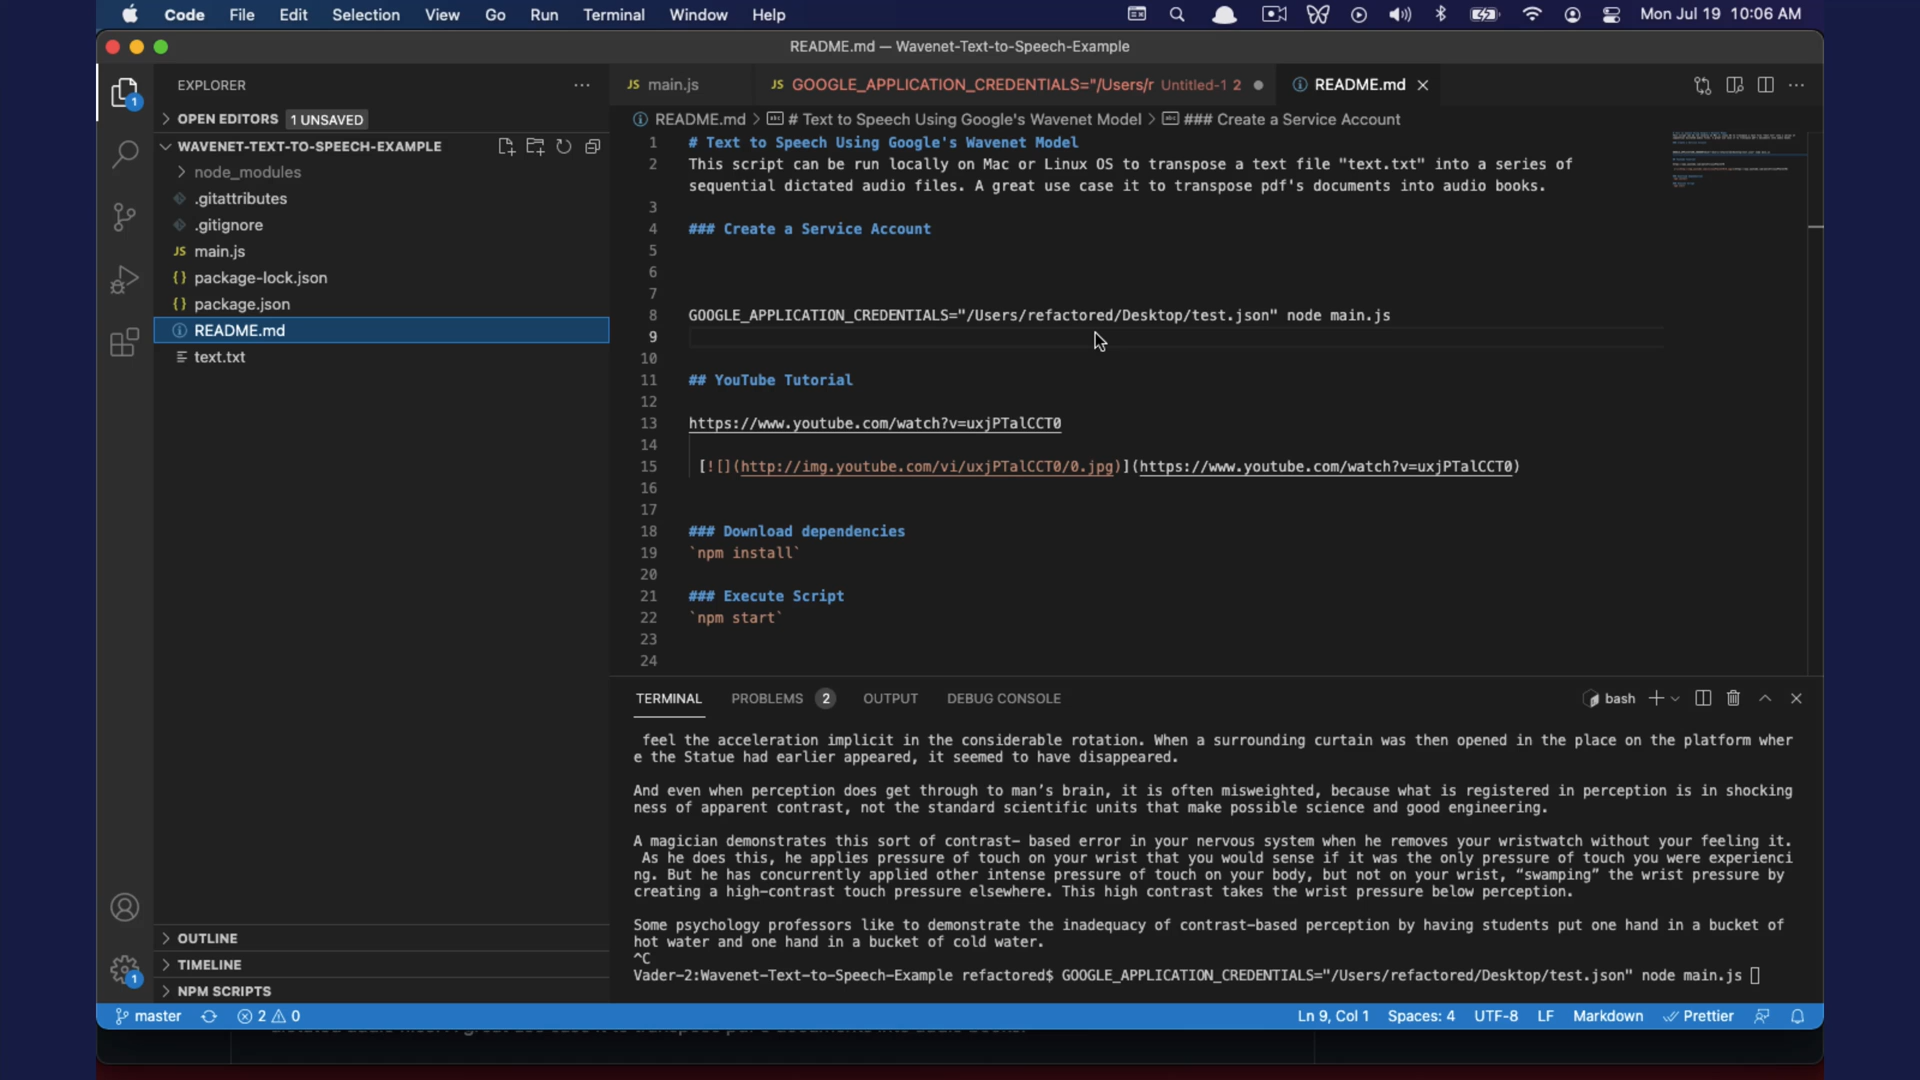 Code File Edit Selection View Go Run Terminal Window Help Mon Jul 19 10:06 AM
README.md — Wavenet-Text-to-Speech-Example
EXPLORER
JS main.js
JS GOOGLE_APPLICATION_CREDENTIALS="/Users/r Untitled-1 2
README.md
OPEN EDITORS 1 UNSAVED
README.md > # Text to Speech Using Google's Wavenet Model > ### Create a Service Account
WAVENET-TEXT-TO-SPEECH-EXAMPLE
node_modules
.gitattributes
.gitignore
JS main.js
{} package-lock.json
{} package.json
README.md
text.txt
1 # Text to Speech Using Google's Wavenet Model
2 This script can be run locally on Mac or Linux OS to transpose a text file "text.txt" into a series of
sequential dictated audio files. A great use case it to transpose pdf's documents into audio books.
3
4 ### Create a Service Account
5
6
7
8 GOOGLE_APPLICATION_CREDENTIALS="/Users/refactored/Desktop/test.json" node main.js
9
10
11 ## YouTube Tutorial
12
13 https://www.youtube.com/watch?v=uxjPTalCCT0
14
15 [![](http://img.youtube.com/vi/uxjPTalCCT0/0.jpg)](https://www.youtube.com/watch?v=uxjPTalCCT0)
16
17
18 ### Download dependencies
19 `npm install`
20
21 ### Execute Script
22 `npm start`
23
24
TERMINAL PROBLEMS 2 OUTPUT DEBUG CONSOLE bash
feel the acceleration implicit in the considerable rotation. When a surrounding curtain was then opened in the place on the platform wher
e the Statue had earlier appeared, it seemed to have disappeared.
And even when perception does get through to man’s brain, it is often misweighted, because what is registered in perception is in shocking
ness of apparent contrast, not the standard scientific units that make possible science and good engineering.
A magician demonstrates this sort of contrast- based error in your nervous system when he removes your wristwatch without your feeling it.
As he does this, he applies pressure of touch on your wrist that you would sense if it was the only pressure of touch you were experienci
ng. But he has concurrently applied other intense pressure of touch on your body, but not on your wrist, “swamping” the wrist pressure by
creating a high-contrast touch pressure elsewhere. This high contrast takes the wrist pressure below perception.
Some psychology professors like to demonstrate the inadequacy of contrast-based perception by having students put one hand in a bucket of
hot water and one hand in a bucket of cold water.
^C
Vader-2:Wavenet-Text-to-Speech-Example refactored$ GOOGLE_APPLICATION_CREDENTIALS="/Users/refactored/Desktop/test.json" node main.js
OUTLINE
TIMELINE
NPM SCRIPTS
1
1
master 2 0 Ln 9, Col 1 Spaces: 4 UTF-8 LF Markdown Prettier